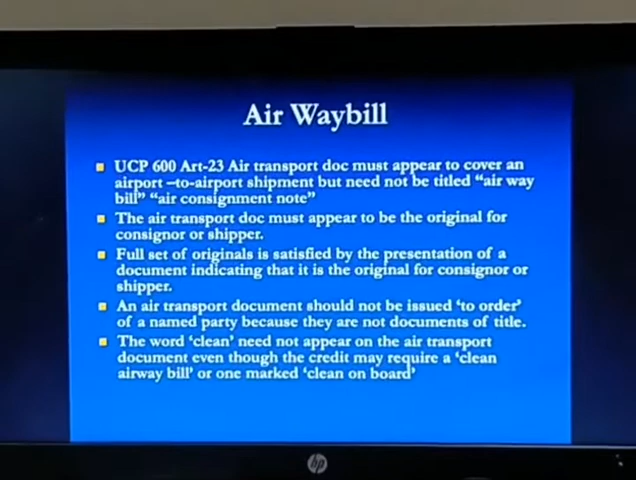 Air Waybill
UCP 600 Art-23 Air transport doc must appear to cover an
airport –to-airport shipment but need not be titled “air way
bill” “air consignment note”
The air transport doc must appear to be the original for
consignor or shipper.
Full set of originals is satisfied by the presentation of a
document indicating that it is the original for consignor or
shipper.
An air transport document should not be issued ‘to order’
of a named party because they are not documents of title.
The word ‘clean’ need not appear on the air transport
document even though the credit may require a ‘clean
airway bill’ or one marked ‘clean on board’
hp